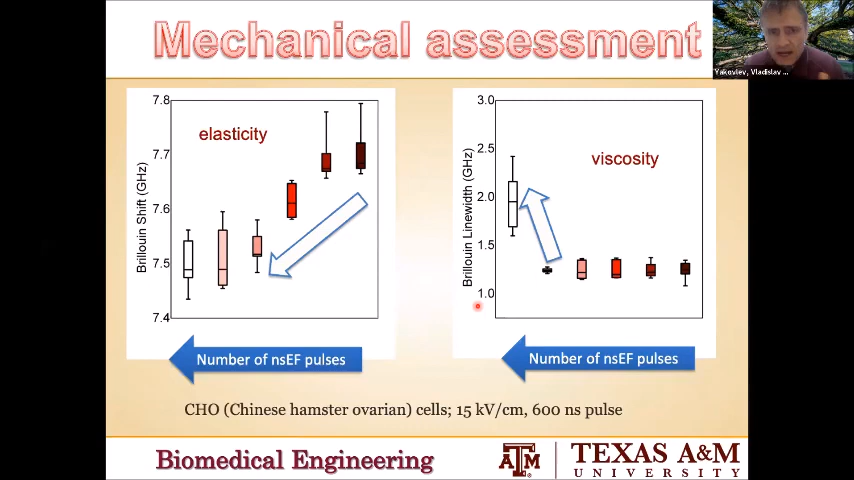 Mechanical assessment
Yakovlev, Vladislav ...
7.8
7.7
7.6
7.5
7.4
Brillouin Shift (GHz)
elasticity
3.0
2.5
2.0
1.5
1.0
Brillouin Linewidth (GHz)
viscosity
Number of nsEF pulses
Number of nsEF pulses
CHO (Chinese hamster ovarian) cells; 15 kV/cm, 600 ns pulse
Biomedical Engineering
ATM
TEXAS A&M
UNIVERSITY